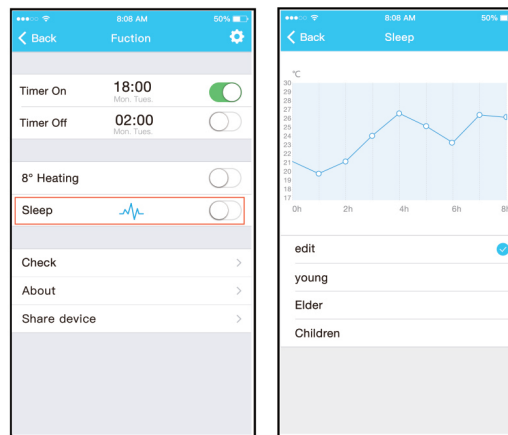 8:08 AM
50%
Back
Fuction
Timer On
18:00
Mon. Tues.
Timer Off
02:00
Mon. Tues.
8° Heating
Sleep
Check
About
Share device
8:08 AM
50%
Back
Sleep
℃
30
29
28
27
26
25
24
23
22
21
20
19
18
17
0h 2h 4h 6h 8h
edit
young
Elder
Children